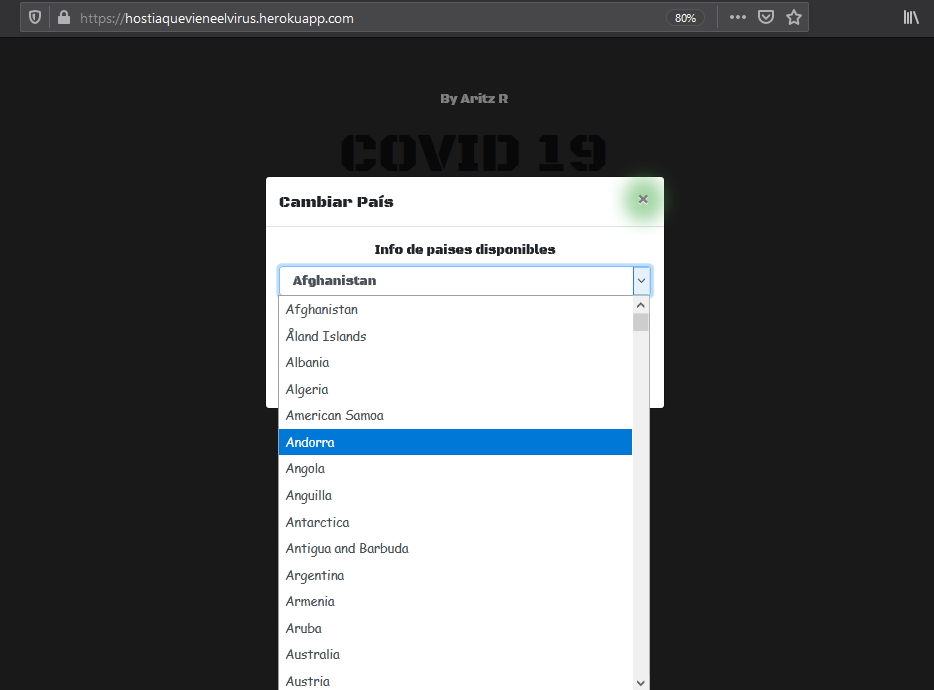 https://hostiaquevieneelvirus.herokuapp.com
80%
By Aritz R
COVID 19
Cambiar País
×
Info de paises disponibles
Afghanistan
Afghanistan
Åland Islands
Albania
Algeria
American Samoa
Andorra
Angola
Anguilla
Antarctica
Antigua and Barbuda
Argentina
Armenia
Aruba
Australia
Austria